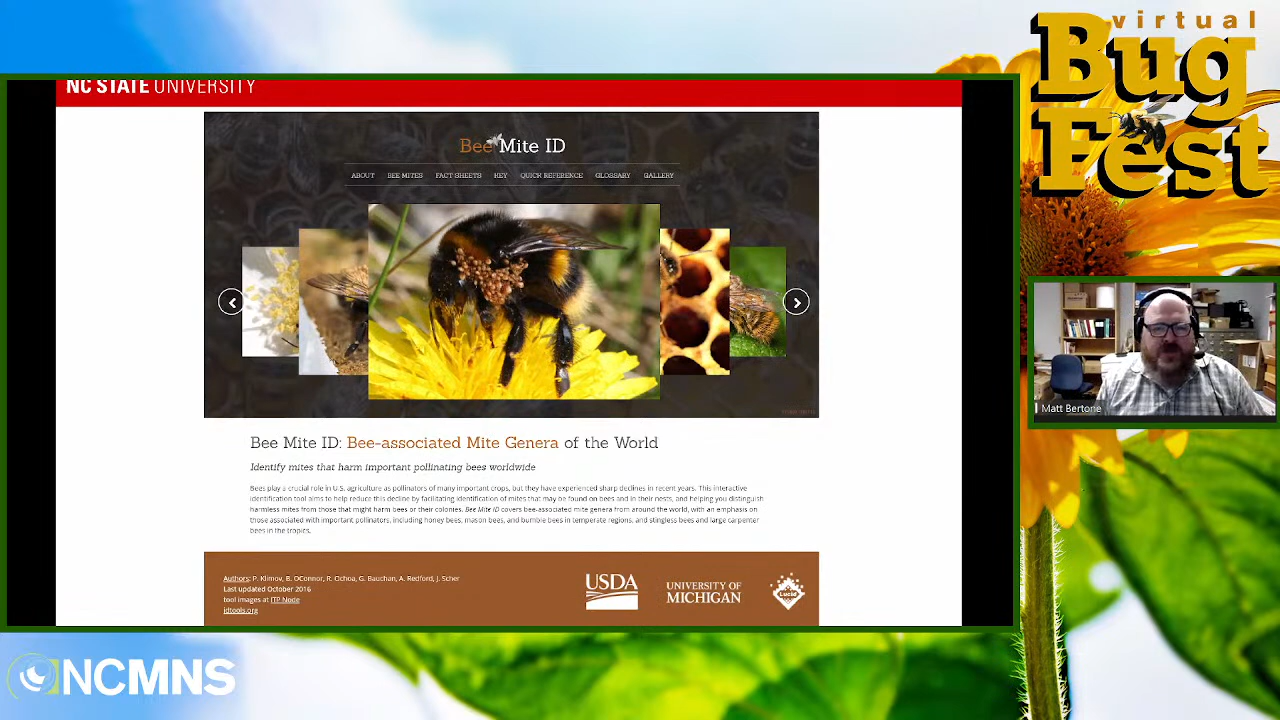 virtual
Bug
Fest
NC STATE UNIVERSITY
Bee Mite ID
ABOUT BEE MITES FACT SHEETS KEY QUICK REFERENCE GLOSSARY GALLERY
Bee Mite ID: Bee-associated Mite Genera of the World
Identify mites that harm important pollinating bees worldwide
Bees play a crucial role in U.S. agriculture as pollinators of many important crops, but they have experienced sharp declines in recent years. This interactive
identification tool aims to help reduce this decline by facilitating identification of mites that may be found on bees and in their nests, and helping you distinguish
harmless mites from those that might harm bees or their colonies. Bee Mite ID covers bee-associated mite genera from around the world, with an emphasis on
those associated with important pollinators, including honey bees, mason bees, and bumble bees in temperate regions, and stingless bees and large carpenter
bees in the tropics.
Authors: P. Klimov, B. OConnor, R. Ochoa, G. Bauchan, A. Redford, J. Scher
Last updated October 2016
tool images at ITP Node
idtools.org
USDA
UNIVERSITY OF
MICHIGAN
Lucid
Matt Bertone
NCMNS